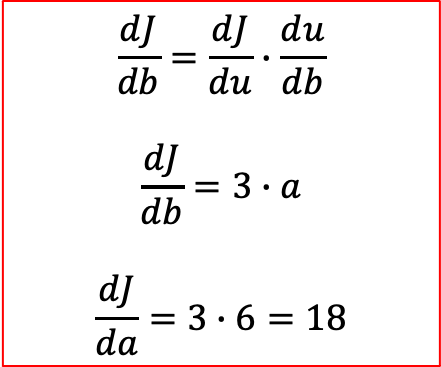 dJ/db = dJ/du · du/db
dJ/db = 3 · a
dJ/da = 3 · 6 = 18